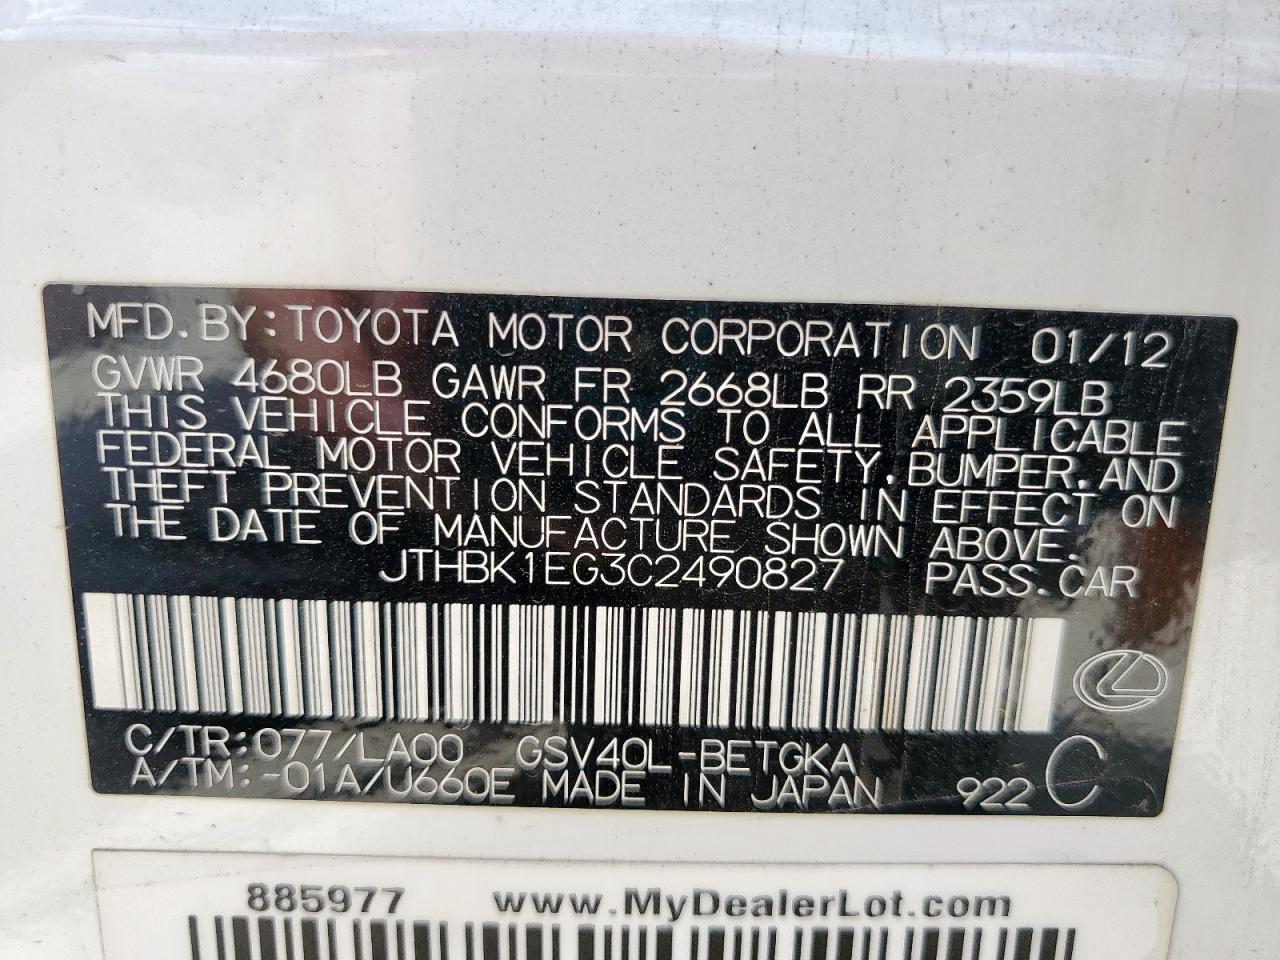 MFD. BY: TOYOTA MOTOR CORPORATION 01/12
GVWR 4680LB GAWR FR 2668LB RR 2359LB
THIS VEHICLE CONFORMS TO ALL APPLICABLE
FEDERAL MOTOR VEHICLE SAFETY, BUMPER, AND
THEFT PREVENTION STANDARDS IN EFFECT ON
THE DATE OF MANUFACTURE SHOWN ABOVE.
JTHBK1EG3C2490827 PASS. CAR
C/TR: 077/LA00 GSV40L-BETGKA
A/TM: -01A/U660E MADE IN JAPAN 922 C
885977 www.MyDealerLot.com